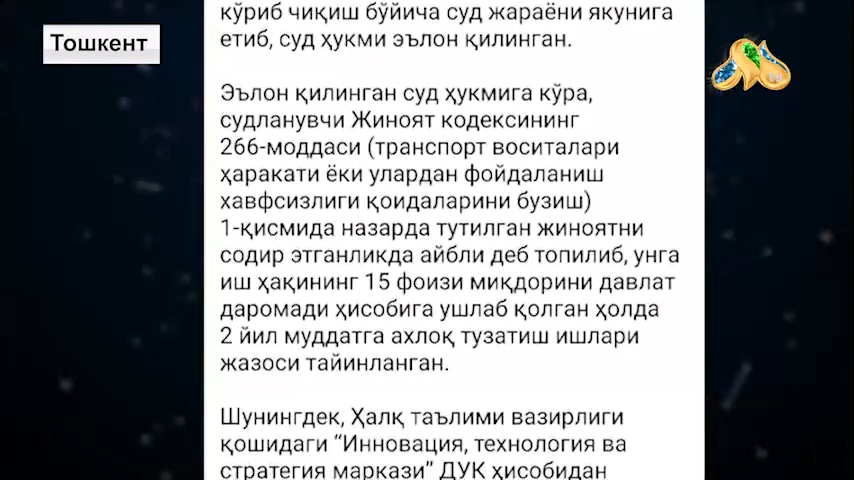 Тошкент
кўриб чиқиш бўйича суд жараёни якунига
етиб, суд ҳукми эълон қилинган.
Эълон қилинган суд ҳукмига кўра,
судланувчи Жиноят кодексининг
266-моддаси (транспорт воситалари
ҳаракати ёки улардан фойдаланиш
хавфсизлиги қоидаларини бузиш)
1-қисмида назарда тутилган жиноятни
содир этганликда айбли деб топилиб, унга
иш ҳақининг 15 фоизи миқдорини давлат
даромади ҳисобига ушлаб қолган ҳолда
2 йил муддатга ахлоқ тузатиш ишлари
жазоси тайинланган.
Шунингдек, Ҳалқ таълими вазирлиги
қошидаги “Инновация, технология ва
стратегия маркази” ДУК ҳисобидан